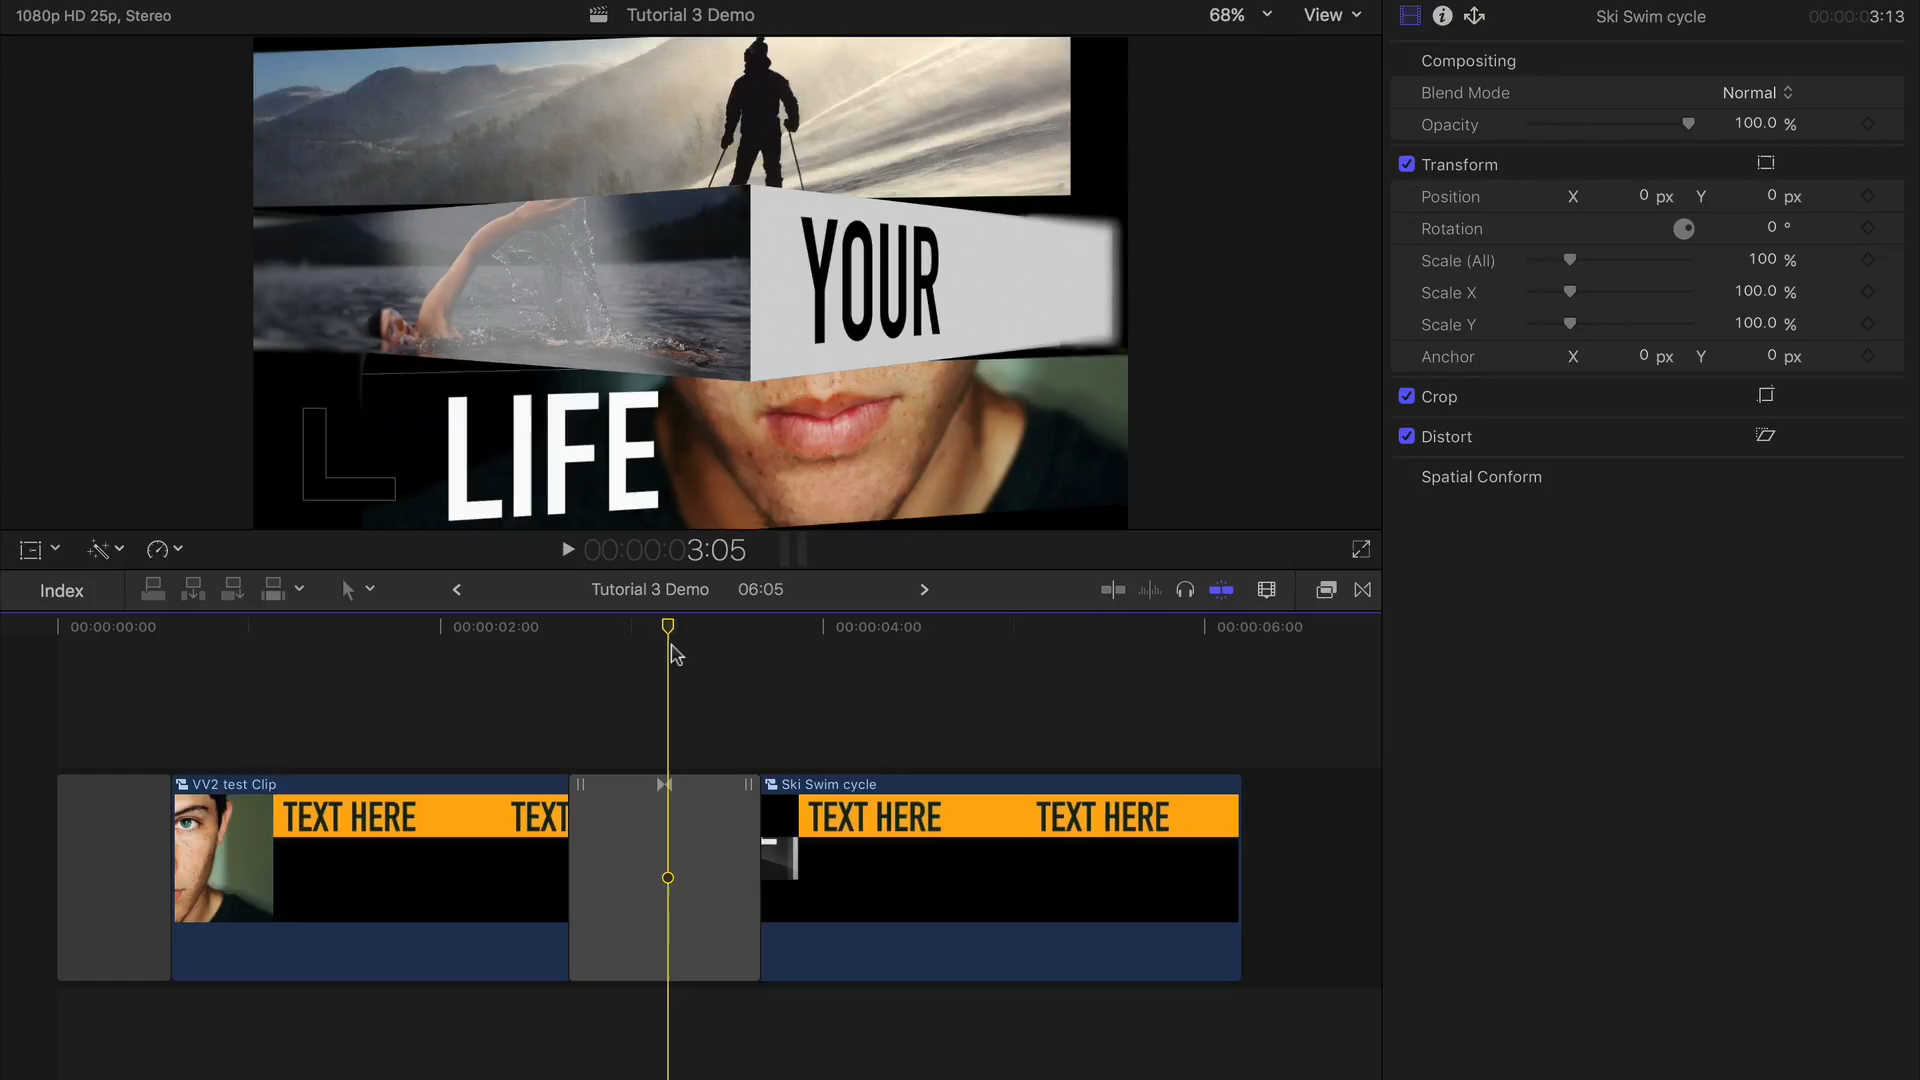 1080p HD 25p, Stereo
Tutorial 3 Demo
68%
View
Ski Swim cycle
00:00:03:13
YOUR
LIFE
L
Compositing
Blend Mode
Normal
Opacity
100.0 %
Transform
Position
X
0 px
Y
0 px
Rotation
0 °
Scale (All)
100 %
Scale X
100.0 %
Scale Y
100.0 %
Anchor
X
0 px
Y
0 px
Crop
Distort
Spatial Conform
00:00:03:05
Index
Tutorial 3 Demo
06:05
00:00:00:00
00:00:02:00
00:00:04:00
00:00:06:00
VV2 test Clip
Ski Swim cycle
TEXT HERE
TEXT
TEXT HERE
TEXT HERE